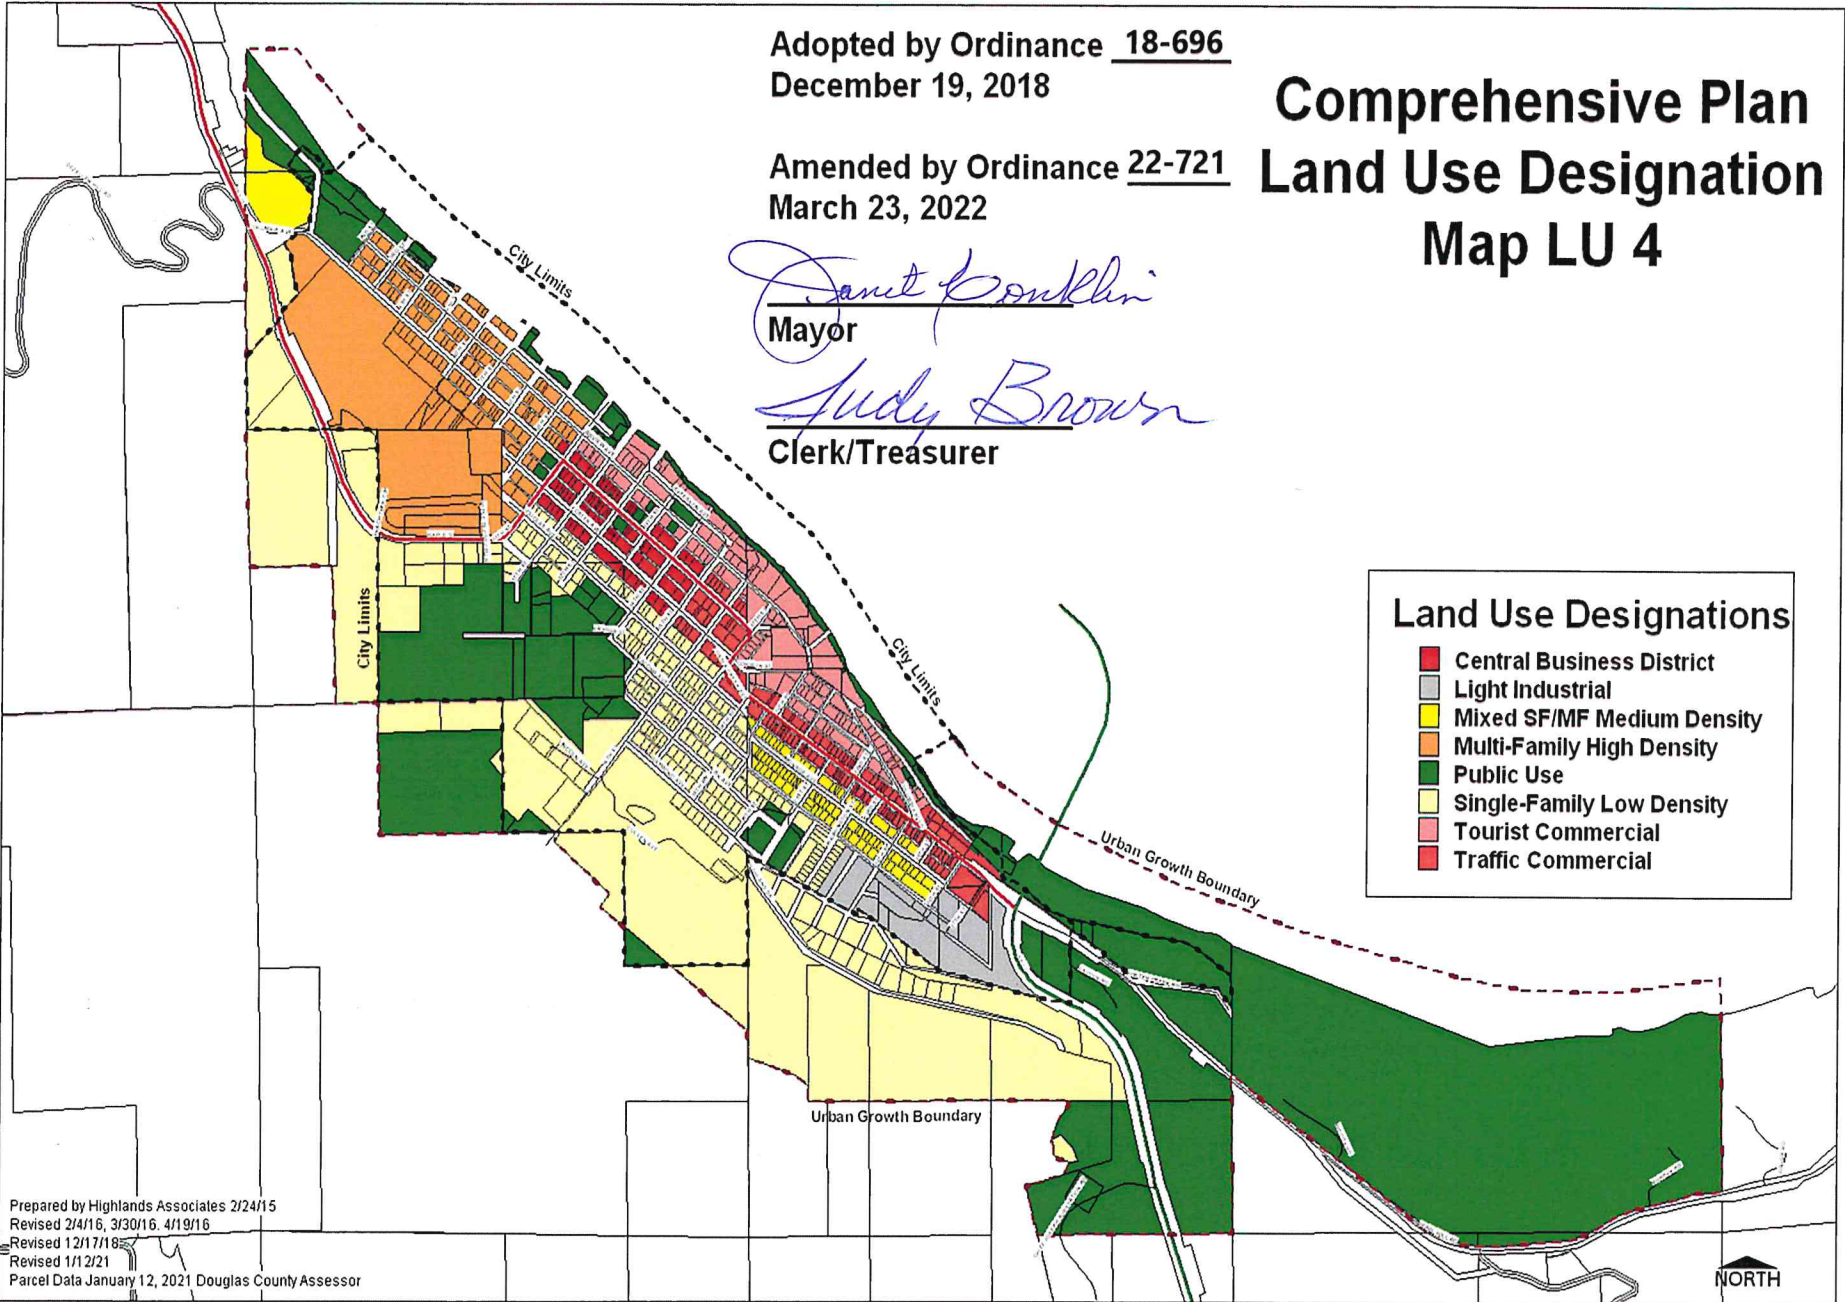 Adopted by Ordinance 18-696
December 19, 2018
Amended by Ordinance 22-721
March 23, 2022
Janet Conklin
Mayor
Judy Brown
Clerk/Treasurer
Comprehensive Plan
Land Use Designation
Map LU 4
City Limits
City Limits
City Limits
Urban Growth Boundary
Urban Growth Boundary
Land Use Designations
Central Business District
Light Industrial
Mixed SF/MF Medium Density
Multi-Family High Density
Public Use
Single-Family Low Density
Tourist Commercial
Traffic Commercial
Prepared by Highlands Associates 2/24/15
Revised 2/4/16, 3/30/16. 4/19/16
Revised 12/17/18
Revised 1/12/21
Parcel Data January 12, 2021 Douglas County Assessor
NORTH